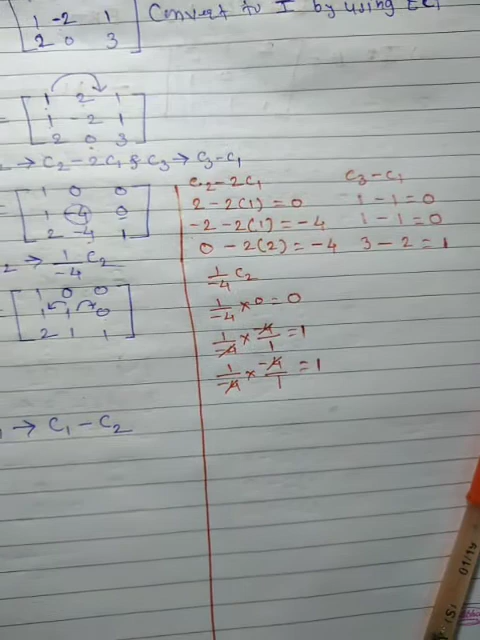 1 -2 1 Convert to I by using
2 0 3
= 1 2 1
1 -2 1
2 0 3
→ C2 - 2C1 & C3 → C3 - C1
= 1 0 0
1 -4 0
2 -4 1
2 → 1/-4 C2
= 1 0 0
1 1 0
2 1 1
→ C1 - C2
C2 - 2C1 C3 - C1
2 - 2(1) = 0 1 - 1 = 0
-2 - 2(1) = -4 1 - 1 = 0
0 - 2(2) = -4 3 - 2 = 1
1/-4 C2
1/-4 × 0 = 0
1/-4 × -4/1 = 1
1/-4 × -4/1 = 1
01/19